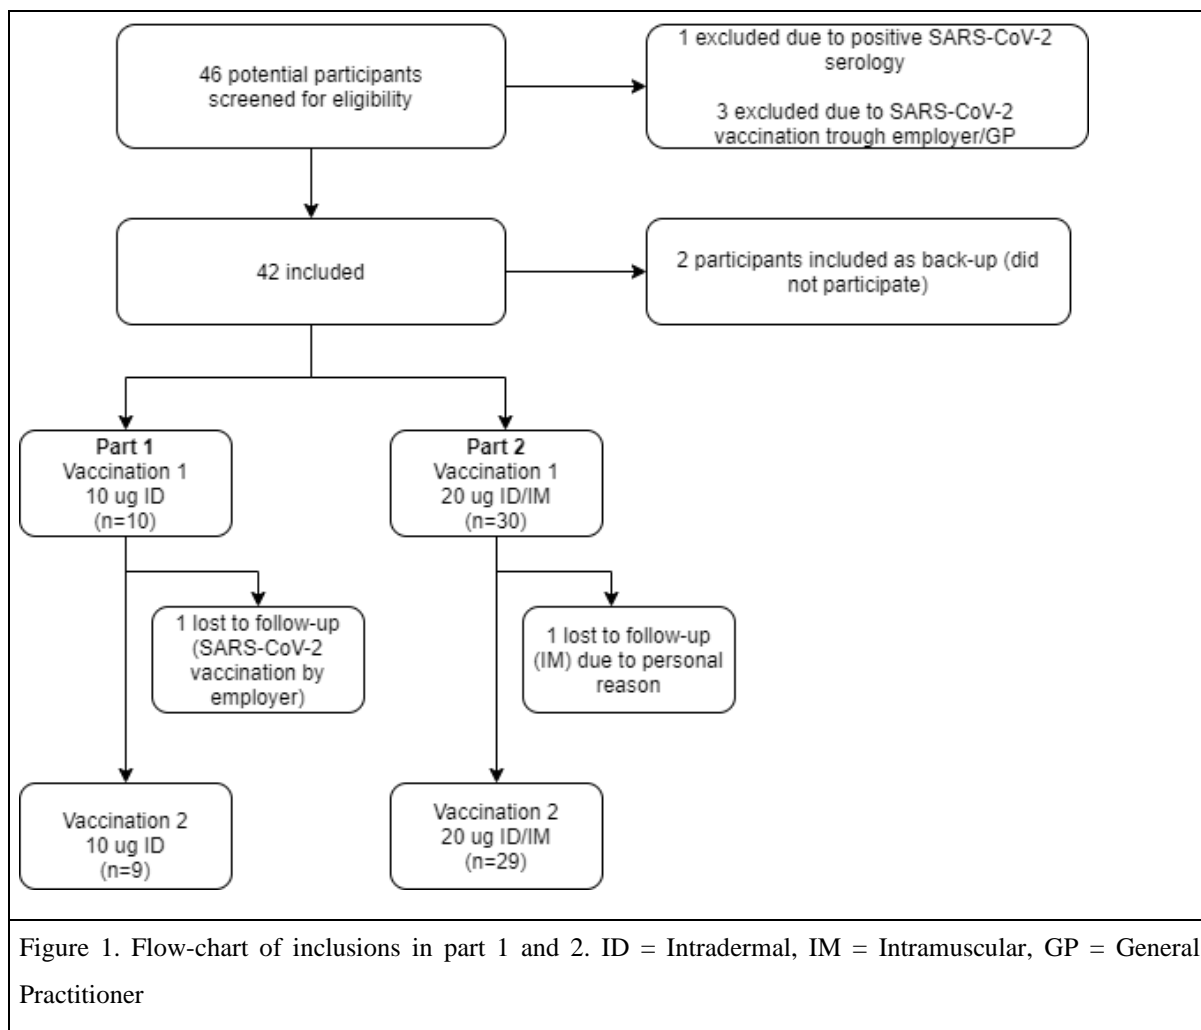 46 potential participants
screened for eligibility
1 excluded due to positive SARS-CoV-2
serology
3 excluded due to SARS-CoV-2
vaccination trough employer/GP
42 included
2 participants included as back-up (did
not participate)
Part 1
Vaccination 1
10 ug ID
(n=10)
Part 2
Vaccination 1
20 ug ID/IM
(n=30)
1 lost to follow-up
(SARS-CoV-2
vaccination by
employer)
1 lost to follow-up
(IM) due to personal
reason
Vaccination 2
10 ug ID
(n=9)
Vaccination 2
20 ug ID/IM
(n=29)
Figure 1. Flow-chart of inclusions in part 1 and 2. ID = Intradermal, IM = Intramuscular, GP = General
Practitioner